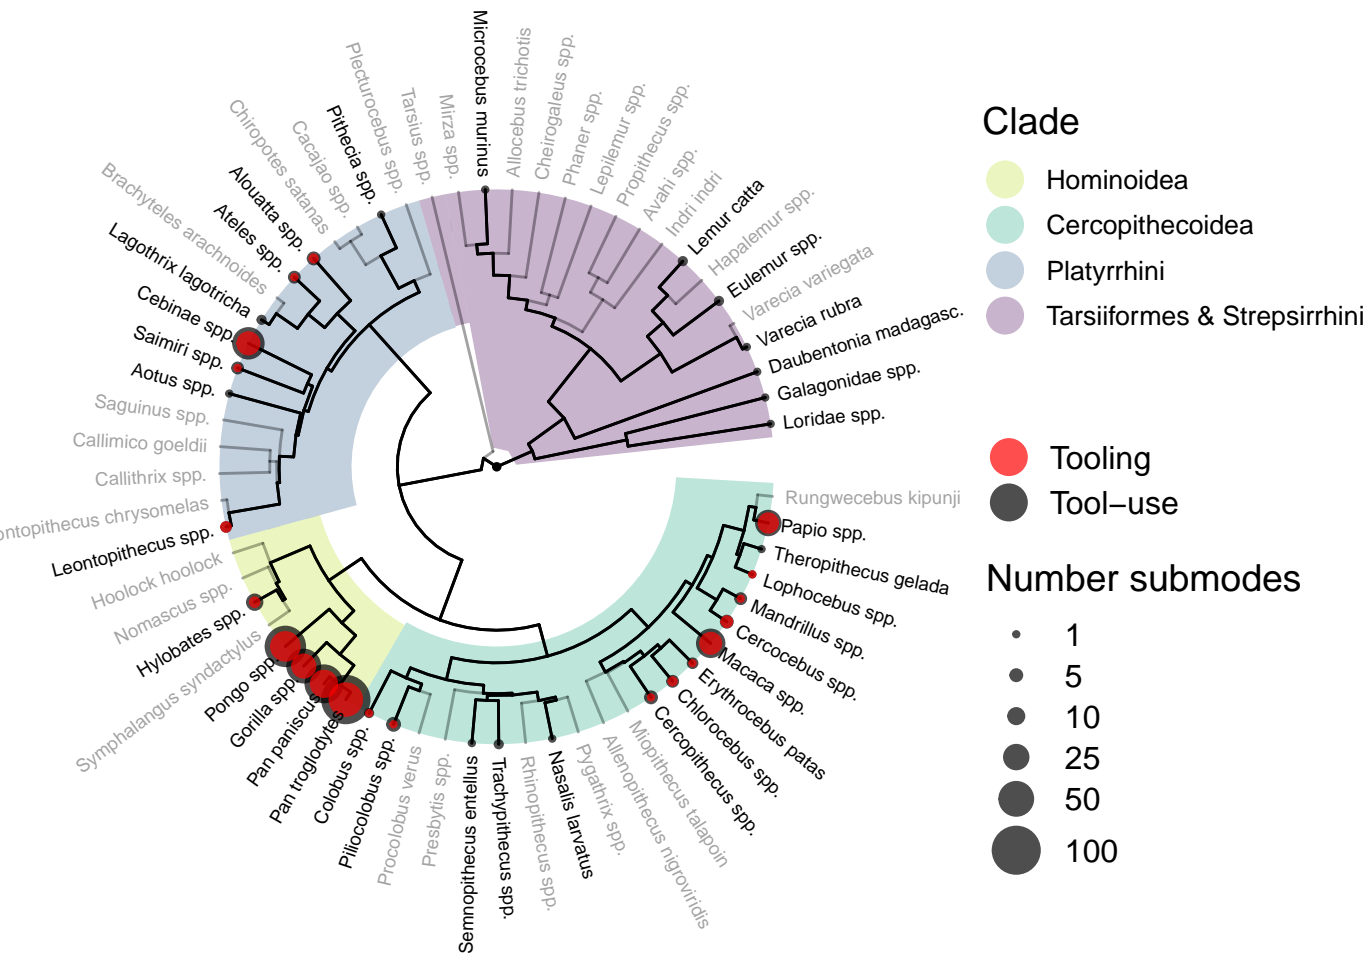 Microcebus murinus
Allocebus trichotis
Cheirogaleus spp.
Phaner spp.
Lepilemur spp.
Propithecus spp.
Avahi spp.
Indri indri
Lemur catta
Hapalemur spp.
Eulemur spp.
Varecia variegata
Varecia rubra
Daubentonia madagasc.
Galagonidae spp.
Loridae spp.
Rungwecebus kipunji
Papio spp.
Theropithecus gelada
Lophocebus spp.
Mandrillus spp.
Cercocebus spp.
Macaca spp.
Erythrocebus patas
Chlorocebus spp.
Cercopithecus spp.
Miopithecus talapoin
Allenopithecus nigroviridis
Pygathrix spp.
Nasalis larvatus
Rhinopithecus spp.
Trachypithecus spp.
Semnopithecus entellus
Presbytis spp.
Procolobus verus
Piliocolobus spp.
Colobus spp.
Pan troglodytes
Pan paniscus
Gorilla spp.
Pongo spp.
Symphalangus syndactylus
Hylobates spp.
Nomascus spp.
Hoolock hoolock
Leontopithecus spp.
ontopithecus chrysomelas
Callithrix spp.
Callimico goeldii
Saguinus spp.
Aotus spp.
Saimiri spp.
Cebinae spp.
Lagothrix lagotricha
Brachyteles arachnoides
Ateles spp.
Alouatta spp.
Chiropotes satanas
Cacajao spp.
Pithecia spp.
Plecturocebus spp.
Tarsius spp.
Mirza spp.
Clade
Hominoidea
Cercopithecoidea
Platyrrhini
Tarsiiformes & Strepsirrhini
Tooling
Tool−use
Number submodes
1
5
10
25
50
100